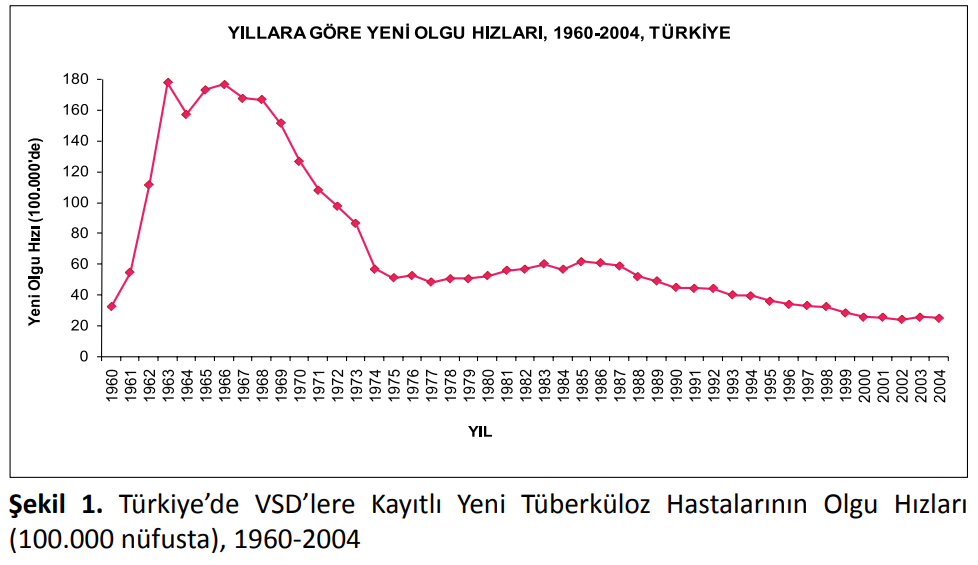 YILLARA GÖRE YENİ OLGU HIZLARI, 1960-2004, TÜRKİYE
Yeni Olgu Hızı (100.000'de)
180
160
140
120
100
80
60
40
20
0
1960 1961 1962 1963 1964 1965 1966 1967 1968 1969 1970 1971 1972 1973 1974 1975 1976 1977 1978 1979 1980 1981 1982 1983 1984 1985 1986 1987 1988 1989 1990 1991 1992 1993 1994 1995 1996 1997 1998 1999 2000 2001 2002 2003 2004
YIL
Şekil 1. Türkiye’de VSD’lere Kayıtlı Yeni Tüberküloz Hastalarının Olgu Hızları
(100.000 nüfusta), 1960-2004